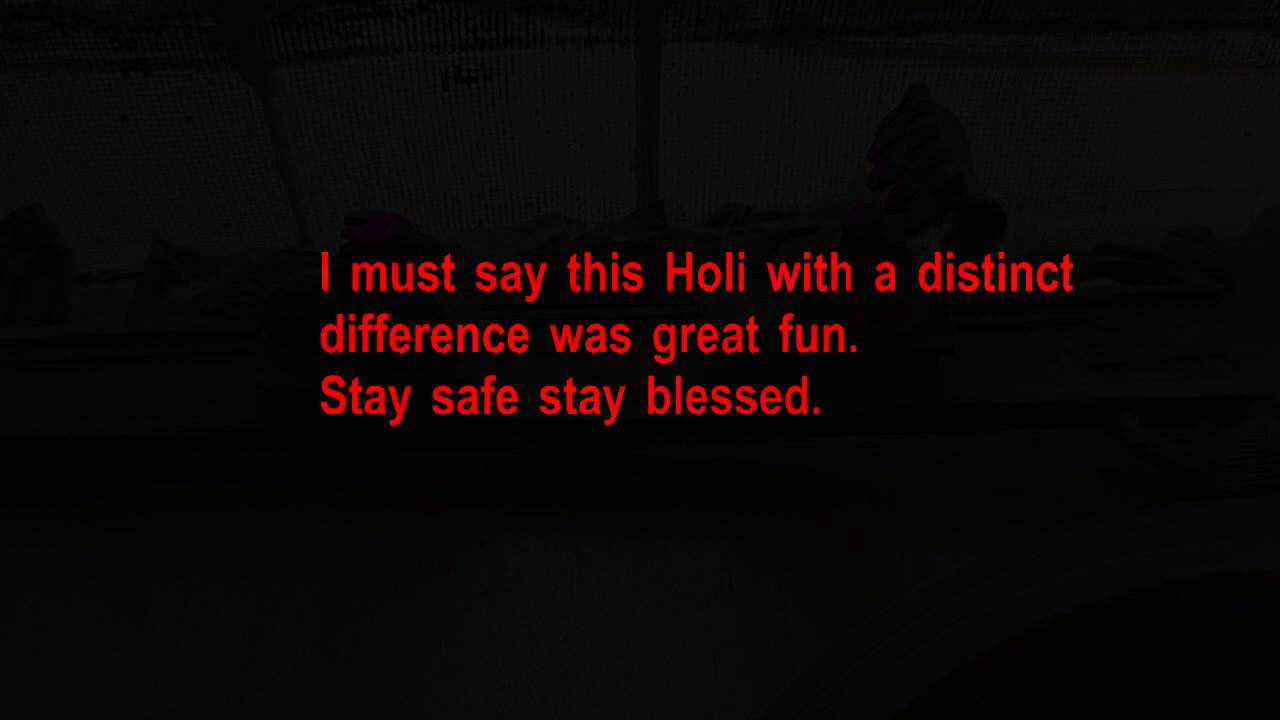 I must say this Holi with a distinct
difference was great fun.
Stay safe stay blessed.